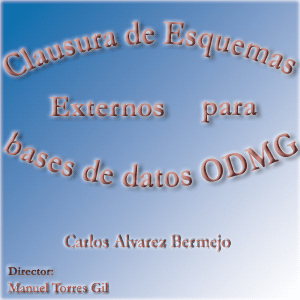 Clausura de Esquemas
Externos para
bases de datos ODMG
Carlos Alvarez Bermejo
Director:
Manuel Torres Gil